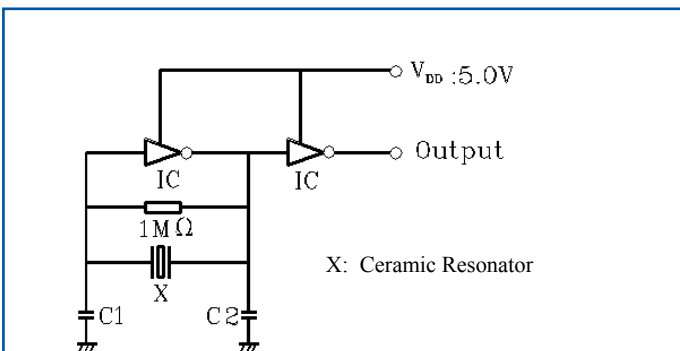 V_DD :5.0V
Output
IC
IC
1MΩ
X: Ceramic Resonator
X
C1
C2